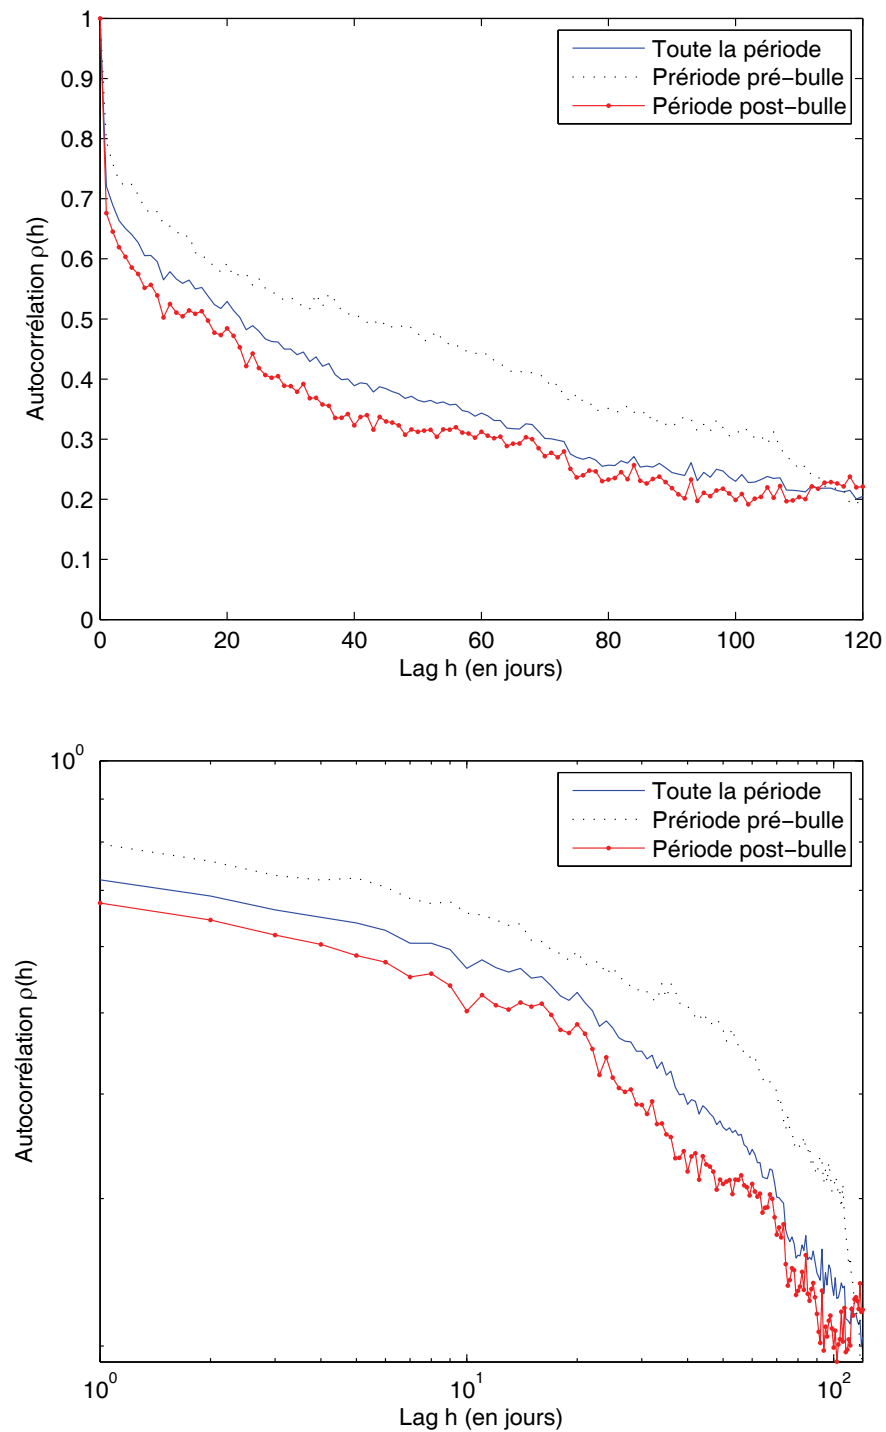 1
0.9
0.8
0.7
0.6
0.5
0.4
0.3
0.2
0.1
0
Autocorrélation ρ(h)
Toute la période
Prériode pré−bulle
Période post−bulle
0 20 40 60 80 100 120
Lag h (en jours)
10^0
Autocorrélation ρ(h)
Toute la période
Prériode pré−bulle
Période post−bulle
10^0 10^1 10^2
Lag h (en jours)